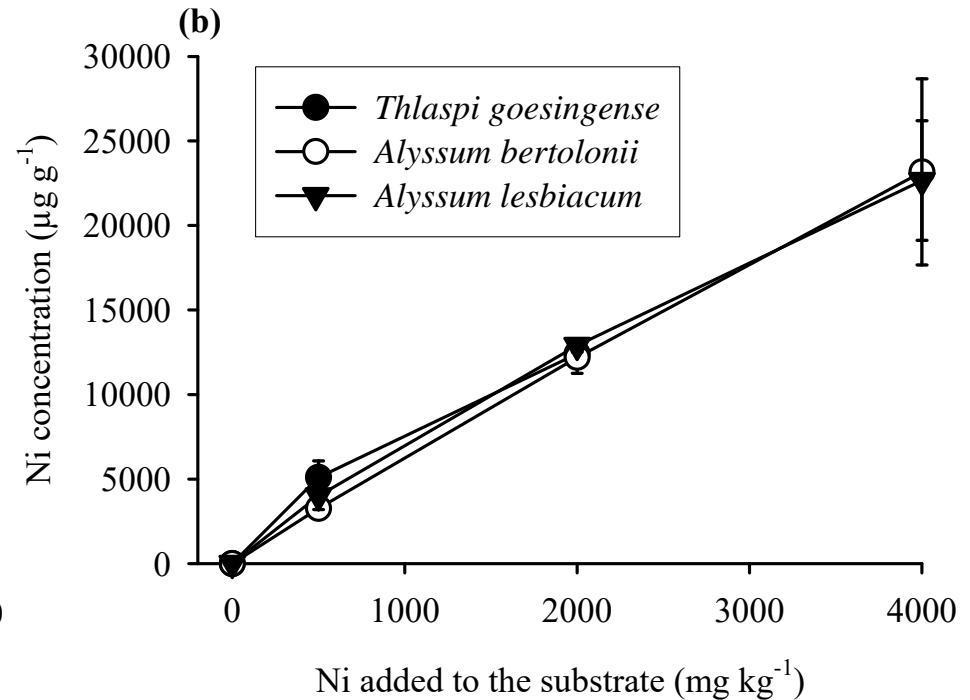 (b)
30000
25000
20000
15000
10000
5000
0
Ni concentration (µg g⁻¹)
Thlaspi goesingense
Alyssum bertolonii
Alyssum lesbiacum
0 1000 2000 3000 4000
)
Ni added to the substrate (mg kg⁻¹)